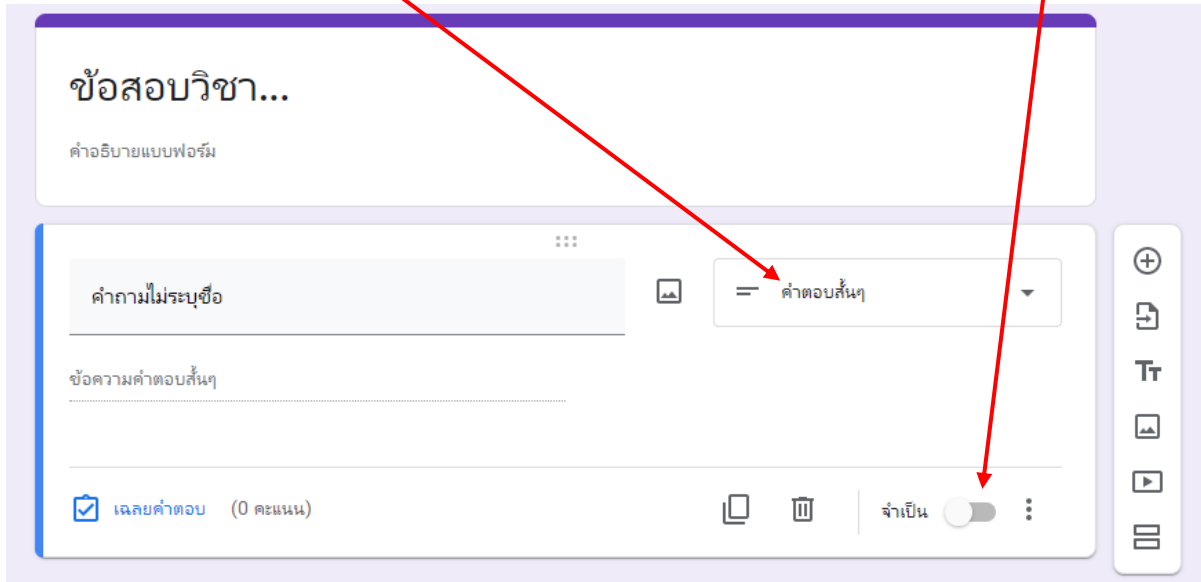 ข้อสอบวิชา...
คำอธิบายแบบฟอร์ม
คำถามไม่ระบุชื่อ
คำตอบสั้นๆ
ข้อความคำตอบสั้นๆ
เฉลยคำตอบ (0 คะแนน)
จำเป็น